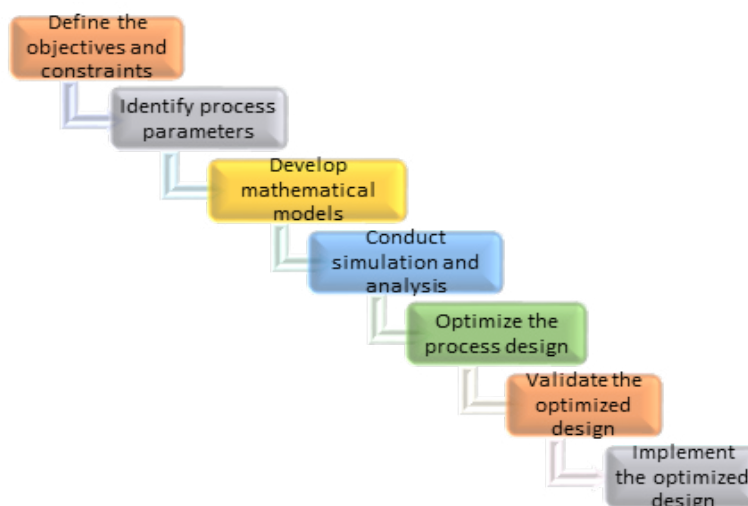 Define the
objectives and
constraints
Identify process
parameters
Develop
mathematical
models
Conduct
simulation and
analysis
Optimize the
process design
Validate the
optimized
design
Implement
the optimized
design